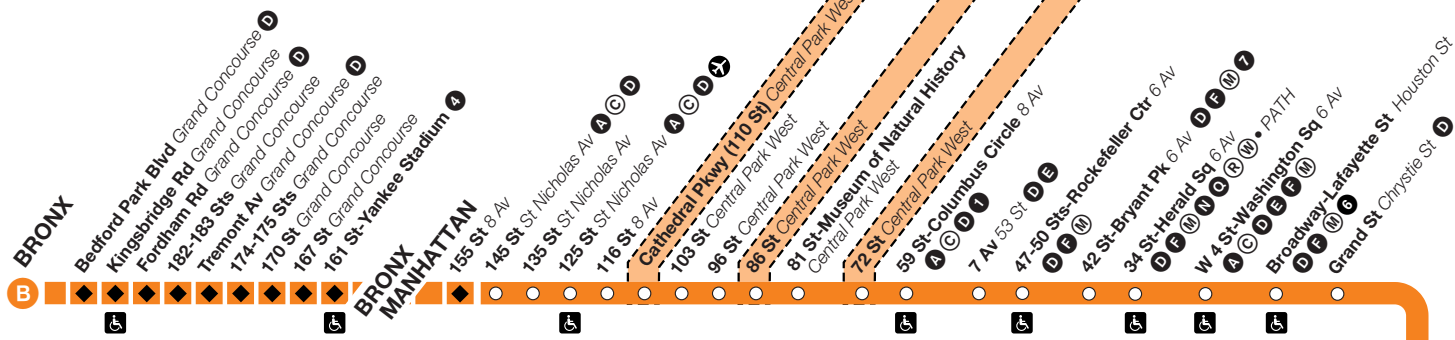 BRONX
B
Bedford Park Blvd Grand Concourse D
Kingsbridge Rd Grand Concourse
Fordham Rd Grand Concourse D
182–183 Sts Grand Concourse
Tremont Av Grand Concourse D
174–175 Sts Grand Concourse
170 St Grand Concourse
167 St Grand Concourse
161 St–Yankee Stadium 4
BRONX
MANHATTAN
155 St 8 Av
145 St St Nicholas Av A C D
135 St St Nicholas Av
125 St St Nicholas Av A C D
116 St 8 Av
Cathedral Pkwy (110 St) Central Park West
103 St Central Park West
96 St Central Park West
86 St Central Park West
81 St–Museum of Natural History
Central Park West
72 St Central Park West
59 St–Columbus Circle 8 Av
A C D 1
7 Av 53 St D E
47–50 Sts–Rockefeller Ctr 6 Av
D F M
42 St–Bryant Pk 6 Av D F M 7
34 St–Herald Sq 6 Av
D F M N Q R W • PATH
W 4 St–Washington Sq 6 Av
A C D E F M
Broadway-Lafayette St Houston St
D F M 6
Grand St Chrystie St D